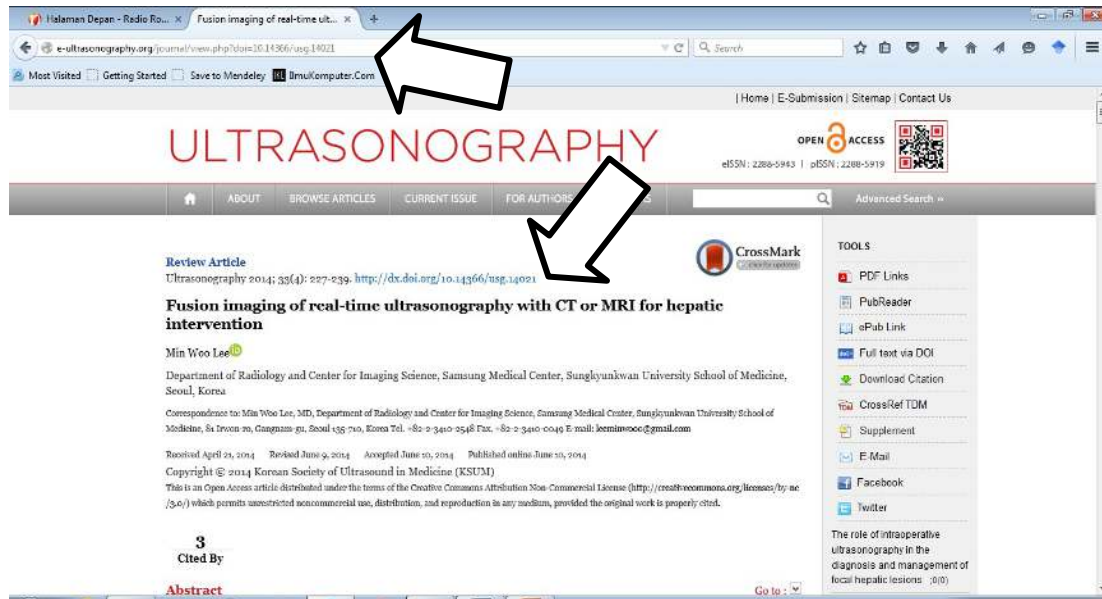 Halaman Depan - Radio Ro...
Fusion imaging of real-time ult...
e-ultrasonography.org/journal/view.php?doi=10.14366/usg.14021
Search
Most Visited Getting Started Save to Mendeley IlmuKomputer.Com
| Home | E-Submission | Sitemap | Contact Us
ULTRASONOGRAPHY
OPEN ACCESS
eISSN : 2288-5943 | pISSN : 2288-5919
ABOUT BROWSE ARTICLES CURRENT ISSUE FOR AUTHORS
Advanced Search »
Review Article
Ultrasonography 2014; 33(4): 227-239. http://dx.doi.org/10.14366/usg.14021
CrossMark
Fusion imaging of real-time ultrasonography with CT or MRI for hepatic
intervention
Min Woo Lee
Department of Radiology and Center for Imaging Science, Samsung Medical Center, Sungkyunkwan University School of Medicine,
Seoul, Korea
Correspondence to: Min Woo Lee, MD, Department of Radiology and Center for Imaging Science, Samsung Medical Center, Sungkyunkwan University School of
Medicine, 81 Irwon-ro, Gangnam-gu, Seoul 135-710, Korea Tel. +82-2-3410-2548 Fax. +82-2-3410-0049 E-mail: leeminwoo0@gmail.com
Received April 21, 2014 Revised June 9, 2014 Accepted June 10, 2014 Published online June 10, 2014
Copyright © 2014 Korean Society of Ultrasound in Medicine (KSUM)
This is an Open Access article distributed under the terms of the Creative Commons Attribution Non-Commercial License (http://creativecommons.org/licenses/by-nc
/3.0/) which permits unrestricted noncommercial use, distribution, and reproduction in any medium, provided the original work is properly cited.
3
Cited By
Abstract
Go to :
TOOLS
PDF Links
PubReader
ePub Link
Full text via DOI
Download Citation
CrossRef TDM
Supplement
E-Mail
Facebook
Twitter
The role of intraoperative
ultrasonography in the
diagnosis and management of
focal hepatic lesions ;0(0)